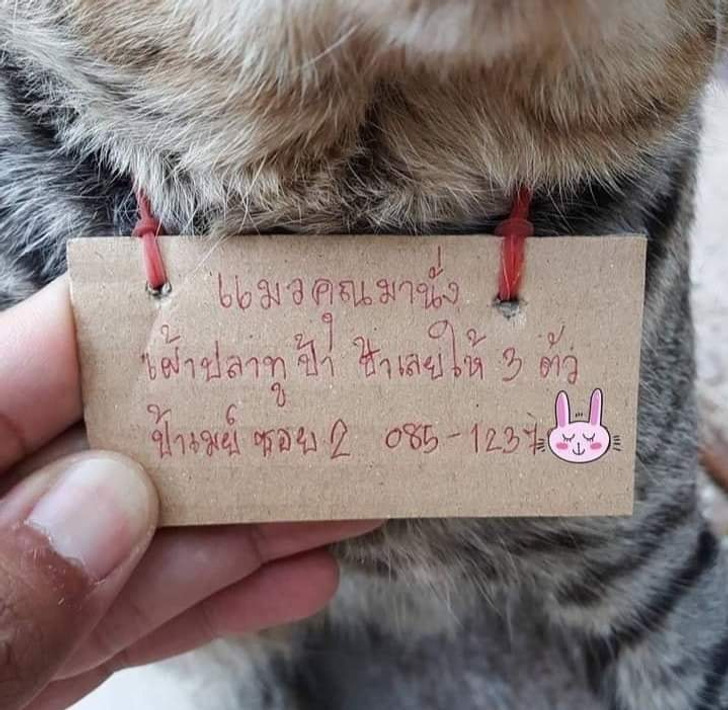 แมวคุณมานั่ง
เฝ้าปลาทูป้า ป้าเลยให้ 3 ตัว
ป้าเมย์ ซอย 2 085-1237